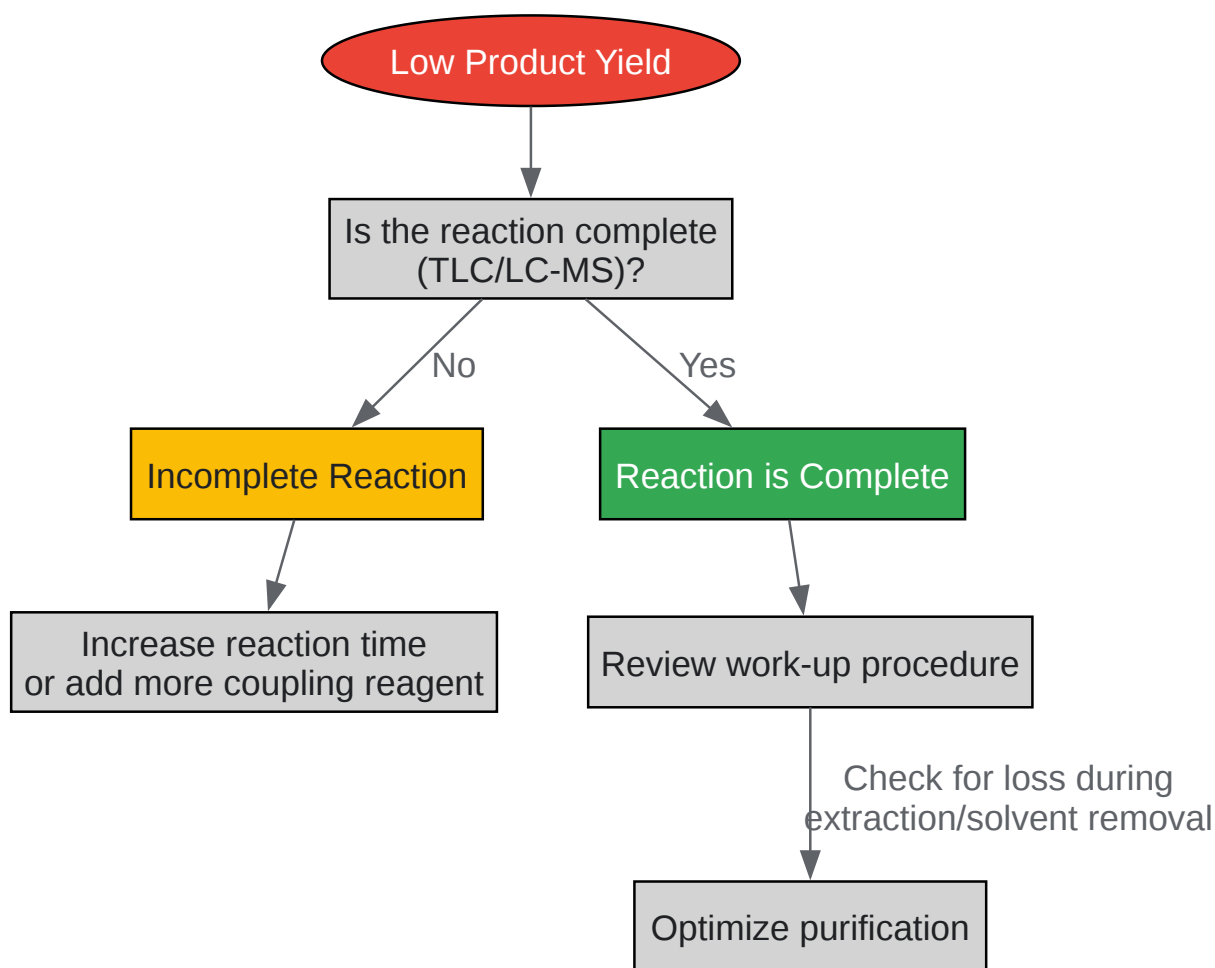 Low Product Yield
Is the reaction complete
(TLC/LC-MS)?
No
Yes
Incomplete Reaction
Reaction is Complete
Increase reaction time
or add more coupling reagent
Review work-up procedure
Check for loss during
extraction/solvent removal
Optimize purification